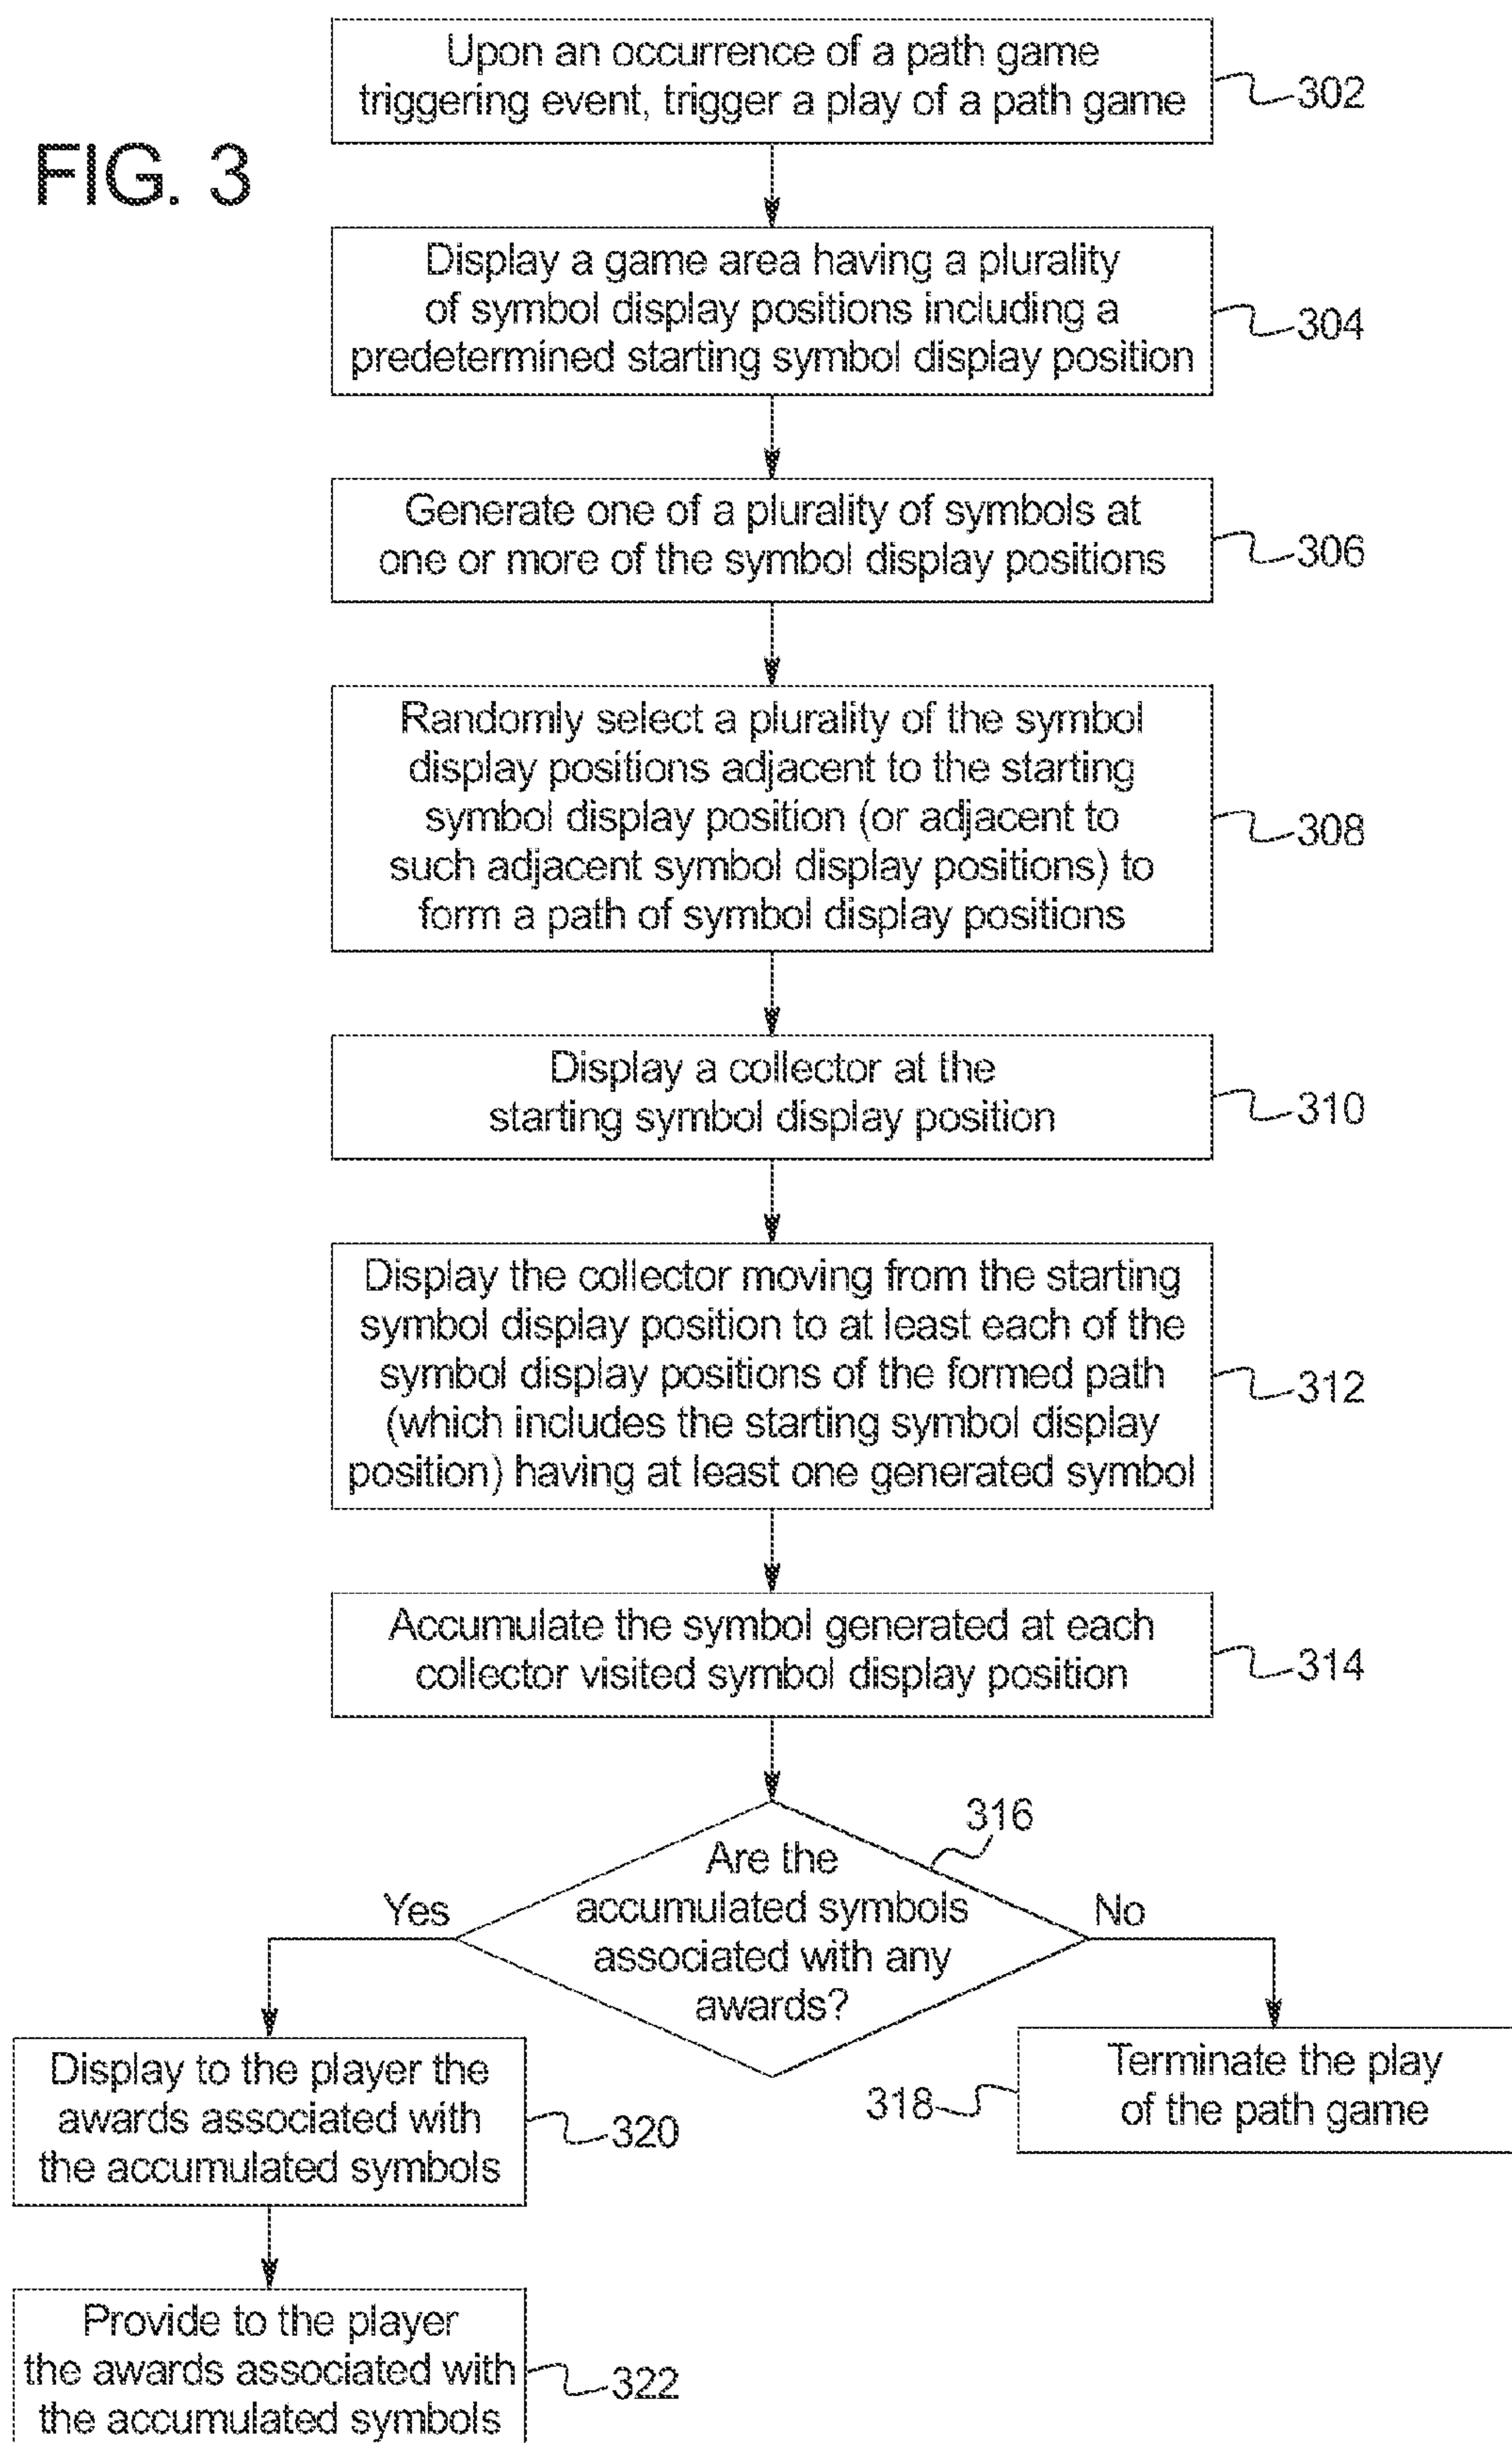 Upon an occurrence of a path game
triggering event, trigger a play of a path game
302
FIG. 3
Display a game area having a plurality
of symbol display positions including a
predetermined starting symbol display position
304
Generate one of a plurality of symbols at
one or more of the symbol display positions
306
Randomly select a plurality of the symbol
display positions adjacent to the starting
symbol display position (or adjacent to
such adjacent symbol display positions) to
form a path of symbol display positions
308
Display a collector at the
starting symbol display position
310
Display the collector moving from the starting
symbol display position to at least each of the
symbol display positions of the formed path
(which includes the starting symbol display
position) having at least one generated symbol
312
Accumulate the symbol generated at each
collector visited symbol display position
314
316
Are the
accumulated symbols
associated with any
awards?
Yes
No
Display to the player the
awards associated with
the accumulated symbols
320
Terminate the play
of the path game
318
Provide to the player
the awards associated with
the accumulated symbols
322